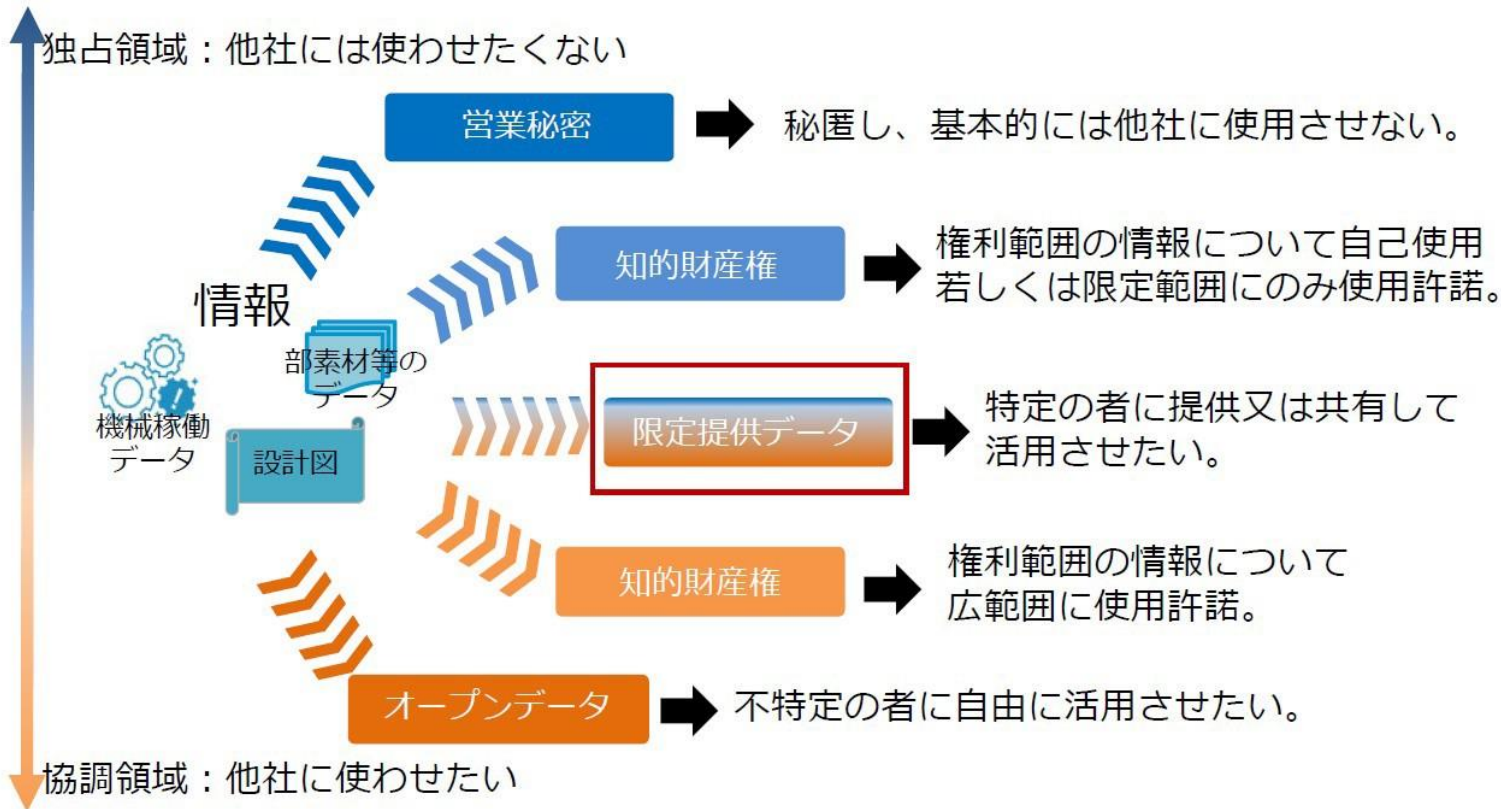 独占領域：他社には使わせたくない
営業秘密
秘匿し、基本的には他社に使用させない。
知的財産権
権利範囲の情報について自己使用
若しくは限定範囲にのみ使用許諾。
情報
部素材等の
データ
機械稼働
データ
設計図
限定提供データ
特定の者に提供又は共有して
活用させたい。
知的財産権
権利範囲の情報について
広範囲に使用許諾。
オープンデータ
不特定の者に自由に活用させたい。
協調領域：他社に使わせたい